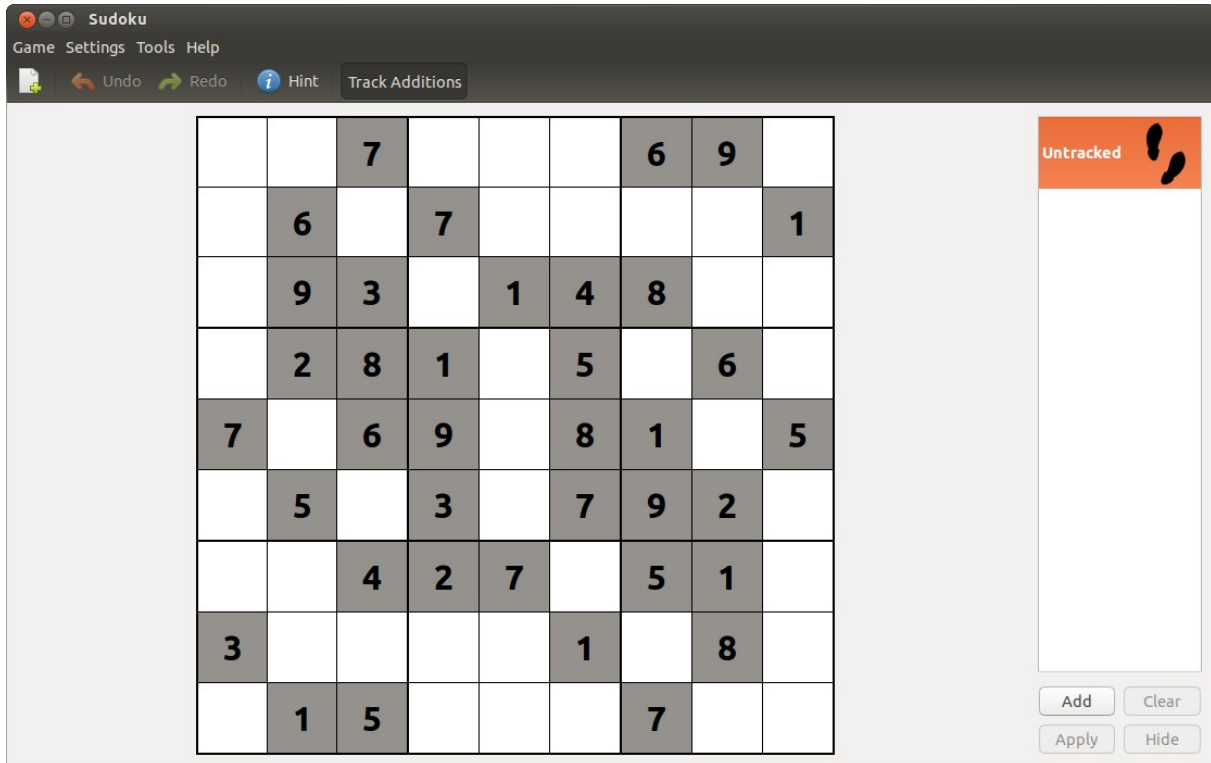 Sudoku
Game Settings Tools Help
Undo Redo Hint Track Additions
7 6 9
Untracked
6 7 1
9 3 1 4 8
2 8 1 5 6
7 6 9 8 1 5
5 3 7 9 2
4 2 7 5 1
3 1 8
1 5 7
Add Clear
Apply Hide